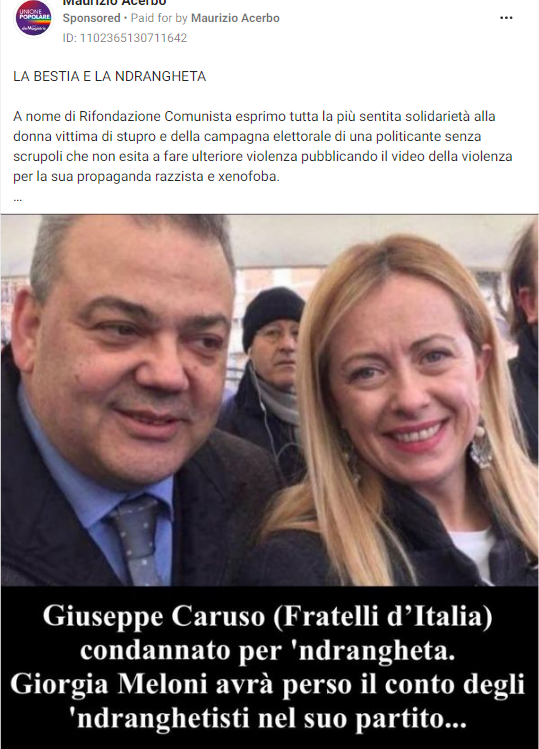 Maurizio Acerbo
Sponsored • Paid for by Maurizio Acerbo
ID: 1102365130711642
UNIONE
POPOLARE
LA BESTIA E LA NDRANGHETA
A nome di Rifondazione Comunista esprimo tutta la più sentita solidarietà alla
donna vittima di stupro e della campagna elettorale di una politicante senza
scrupoli che non esita a fare ulteriore violenza pubblicando il video della violenza
per la sua propaganda razzista e xenofoba.
...
Giuseppe Caruso (Fratelli d'Italia)
condannato per 'ndrangheta.
Giorgia Meloni avrà perso il conto degli
'ndranghetisti nel suo partito...